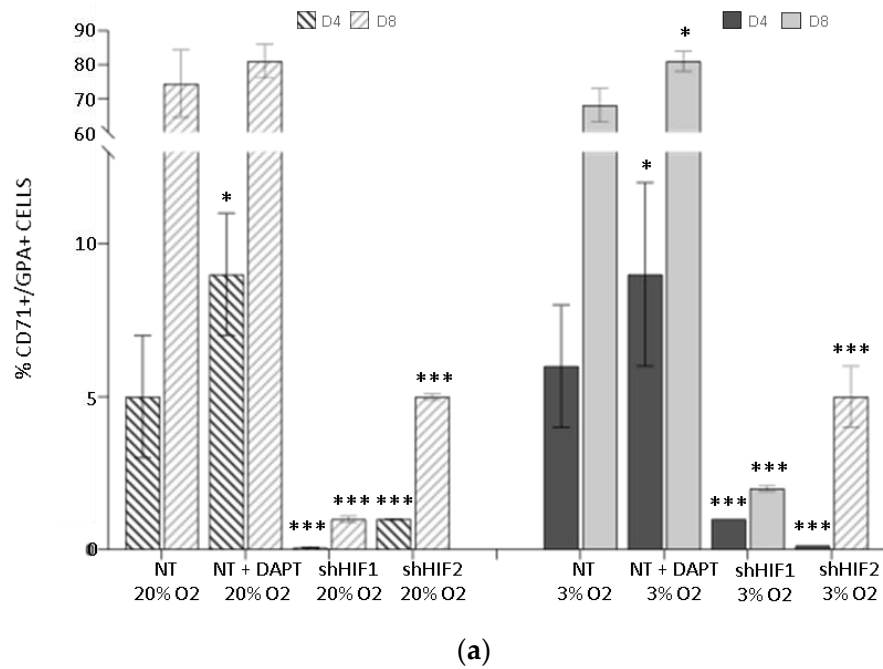 D4 D8 D4 D8
90
80
70
60
10
5
0
% CD71+/GPA+ CELLS
* *** *** *** *** * * *** *** *** ***
NT NT + DAPT shHIF1 shHIF2 NT NT + DAPT shHIF1 shHIF2
20% O2 20% O2 20% O2 20% O2 3% O2 3% O2 3% O2 3% O2
(a)